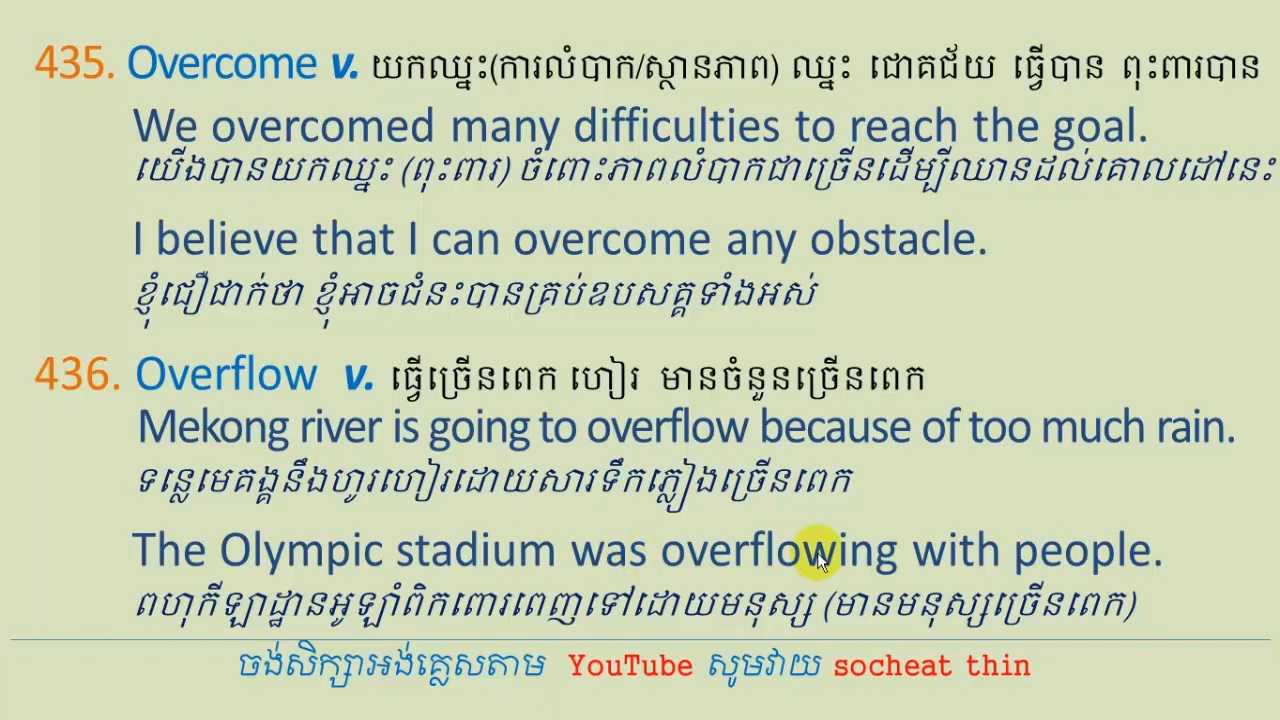 435. Overcome v. យកឈ្នះ(ការលំបាក/ស្ថានភាព) ឈ្នះ ជោគជ័យ ធ្វើបាន ពុះពារបាន
We overcomed many difficulties to reach the goal.
យើងបានយកឈ្នះ (ពុះពារ) ចំពោះភាពលំបាកជាច្រើនដើម្បីឈានដល់គោលដៅនេះ
I believe that I can overcome any obstacle.
ខ្ញុំជឿជាក់ថា ខ្ញុំអាចជំនះបានគ្រប់ឧបសគ្គទាំងអស់
436. Overflow v. ធ្វើច្រើនពេក ហៀរ មានចំនួនច្រើនពេក
Mekong river is going to overflow because of too much rain.
ទន្លេមេគង្គនឹងហូរហៀរដោយសារទឹកភ្លៀងច្រើនពេក
The Olympic stadium was overflowing with people.
ពហុកីឡាដ្ឋានអូឡាំពិកពោរពេញទៅដោយមនុស្ស (មានមនុស្សច្រើនពេក)
ចង់សិក្សាអង់គ្លេសតាម YouTube សូមវាយ socheat thin